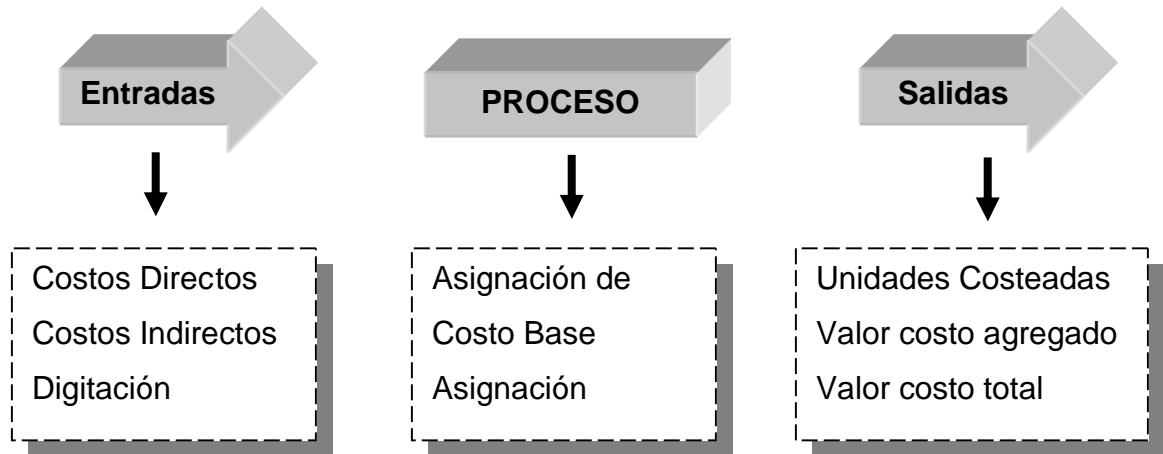 Entradas
PROCESO
Salidas
Costos Directos
Costos Indirectos
Digitación
Asignación de
Costo Base
Asignación
Unidades Costeadas
Valor costo agregado
Valor costo total